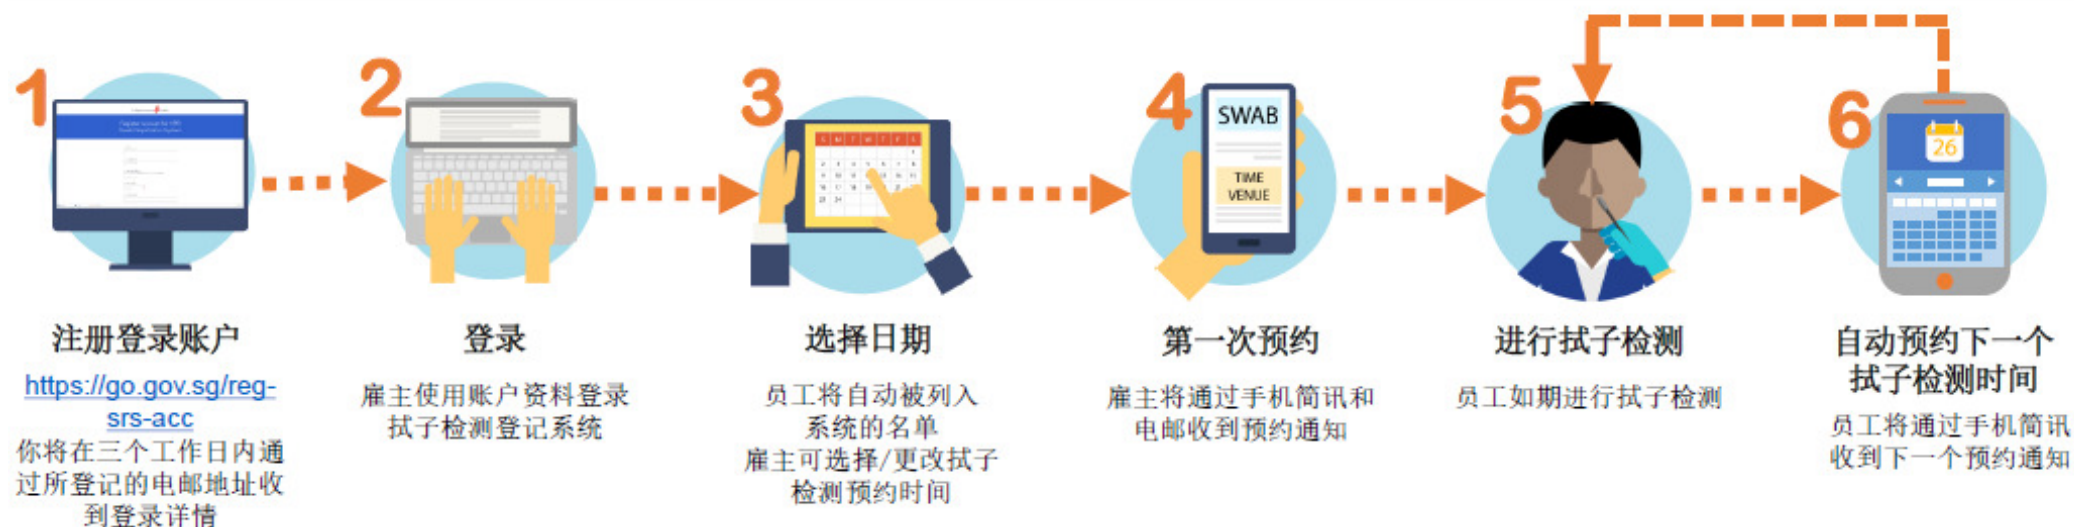 1
注册登录账户
https://go.gov.sg/reg-
srs-acc
你将在三个工作日内通
过所登记的电邮地址收
到登录详情
2
登录
雇主使用账户资料登录
拭子检测登记系统
3
选择日期
员工将自动被列入
系统的名单
雇主可选择/更改拭子
检测预约时间
4
SWAB
TIME
VENUE
第一次预约
雇主将通过手机简讯和
电邮收到预约通知
5
进行拭子检测
员工如期进行拭子检测
6
26
自动预约下一个
拭子检测时间
员工将通过手机简讯
收到下一个预约通知